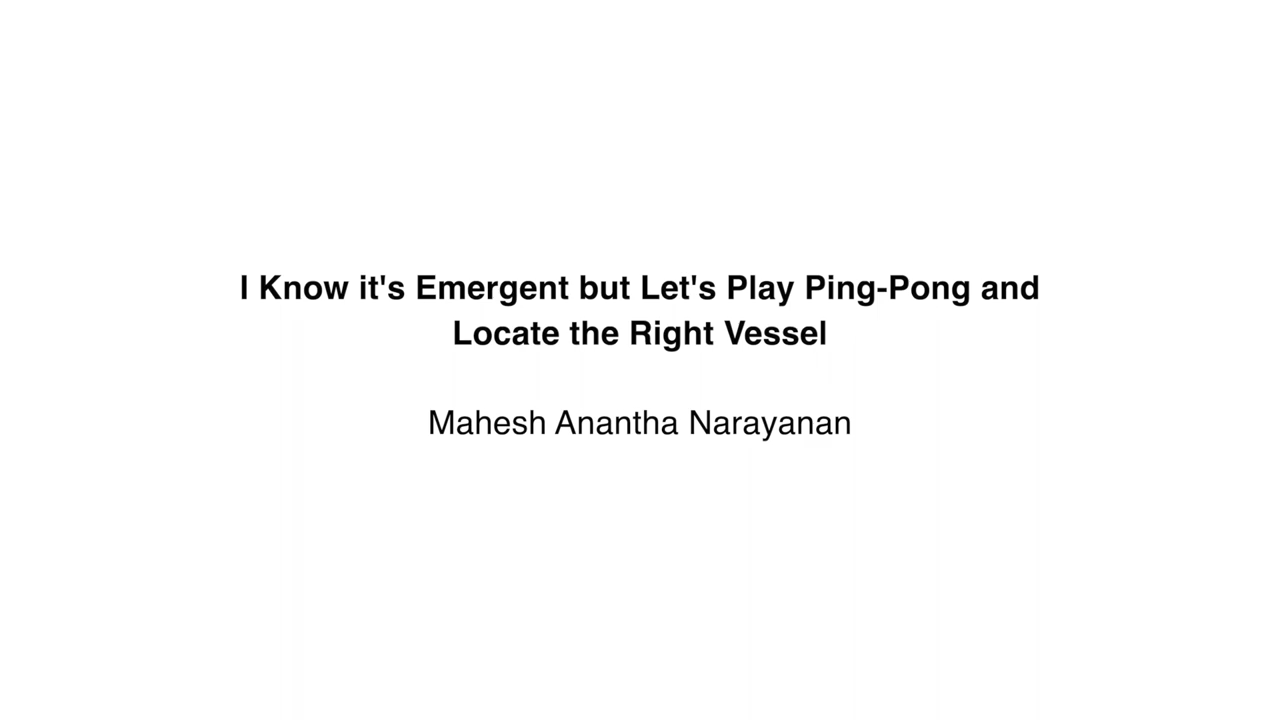 I Know it's Emergent but Let's Play Ping-Pong and
Locate the Right Vessel
Mahesh Anantha Narayanan